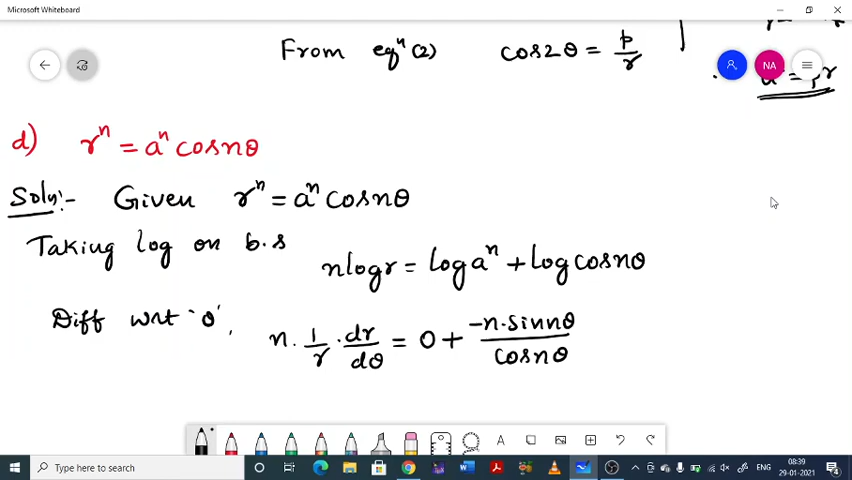 Microsoft Whiteboard
From eqⁿ (2) cos2θ = p/r
NA
d) rⁿ = aⁿ cosnθ
Soln:- Given rⁿ = aⁿ cosnθ
Taking log on b.s nlogr = logaⁿ + log cosnθ
Diff wrt 'θ', n · 1/r · dr/dθ = 0 + -n·sinnθ/cosnθ
Type here to search
ENG
08:39
29-01-2021